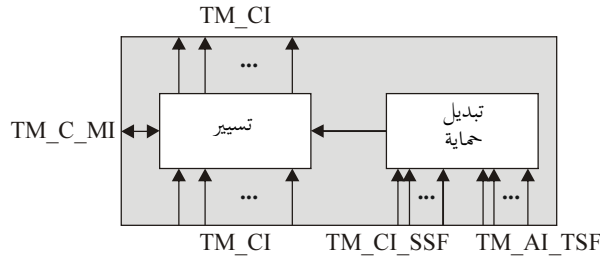 TM_CI
...
TM_C_MI
تسيير
تبديل
حماية
...
... ...
TM_CI
TM_CI_SSF
TM_AI_TSF